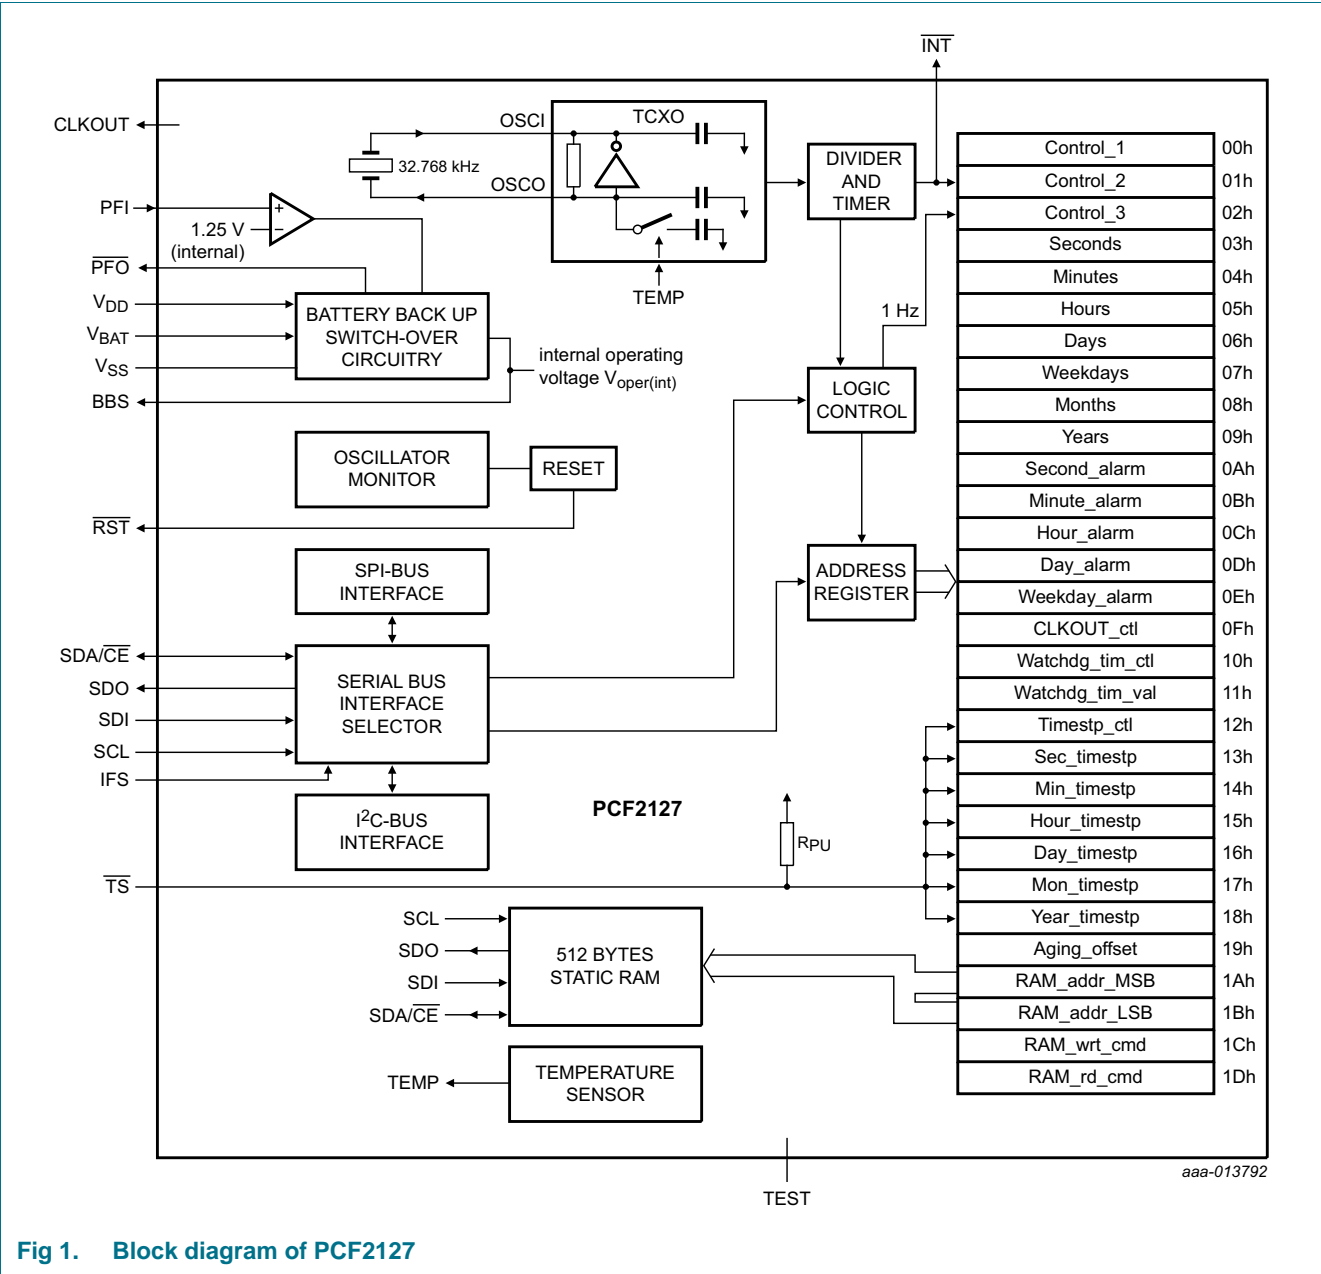 INT
CLKOUT
OSCI
TCXO
32.768 kHz
OSCO
PFI
+
1.25 V
(internal)
−
PFO
TEMP
VDD
VBAT
VSS
BBS
BATTERY BACK UP
SWITCH-OVER
CIRCUITRY
internal operating
voltage Voper(int)
DIVIDER
AND
TIMER
1 Hz
LOGIC
CONTROL
OSCILLATOR
MONITOR
RESET
RST
SPI-BUS
INTERFACE
ADDRESS
REGISTER
SDA/CE
SDO
SDI
SCL
IFS
SERIAL BUS
INTERFACE
SELECTOR
I2C-BUS
INTERFACE
PCF2127
RPU
TS
SCL
SDO
SDI
SDA/CE
512 BYTES
STATIC RAM
TEMP
TEMPERATURE
SENSOR
Control_1 00h
Control_2 01h
Control_3 02h
Seconds 03h
Minutes 04h
Hours 05h
Days 06h
Weekdays 07h
Months 08h
Years 09h
Second_alarm 0Ah
Minute_alarm 0Bh
Hour_alarm 0Ch
Day_alarm 0Dh
Weekday_alarm 0Eh
CLKOUT_ctl 0Fh
Watchdg_tim_ctl 10h
Watchdg_tim_val 11h
Timestp_ctl 12h
Sec_timestp 13h
Min_timestp 14h
Hour_timestp 15h
Day_timestp 16h
Mon_timestp 17h
Year_timestp 18h
Aging_offset 19h
RAM_addr_MSB 1Ah
RAM_addr_LSB 1Bh
RAM_wrt_cmd 1Ch
RAM_rd_cmd 1Dh
aaa-013792
TEST
Fig 1. Block diagram of PCF2127